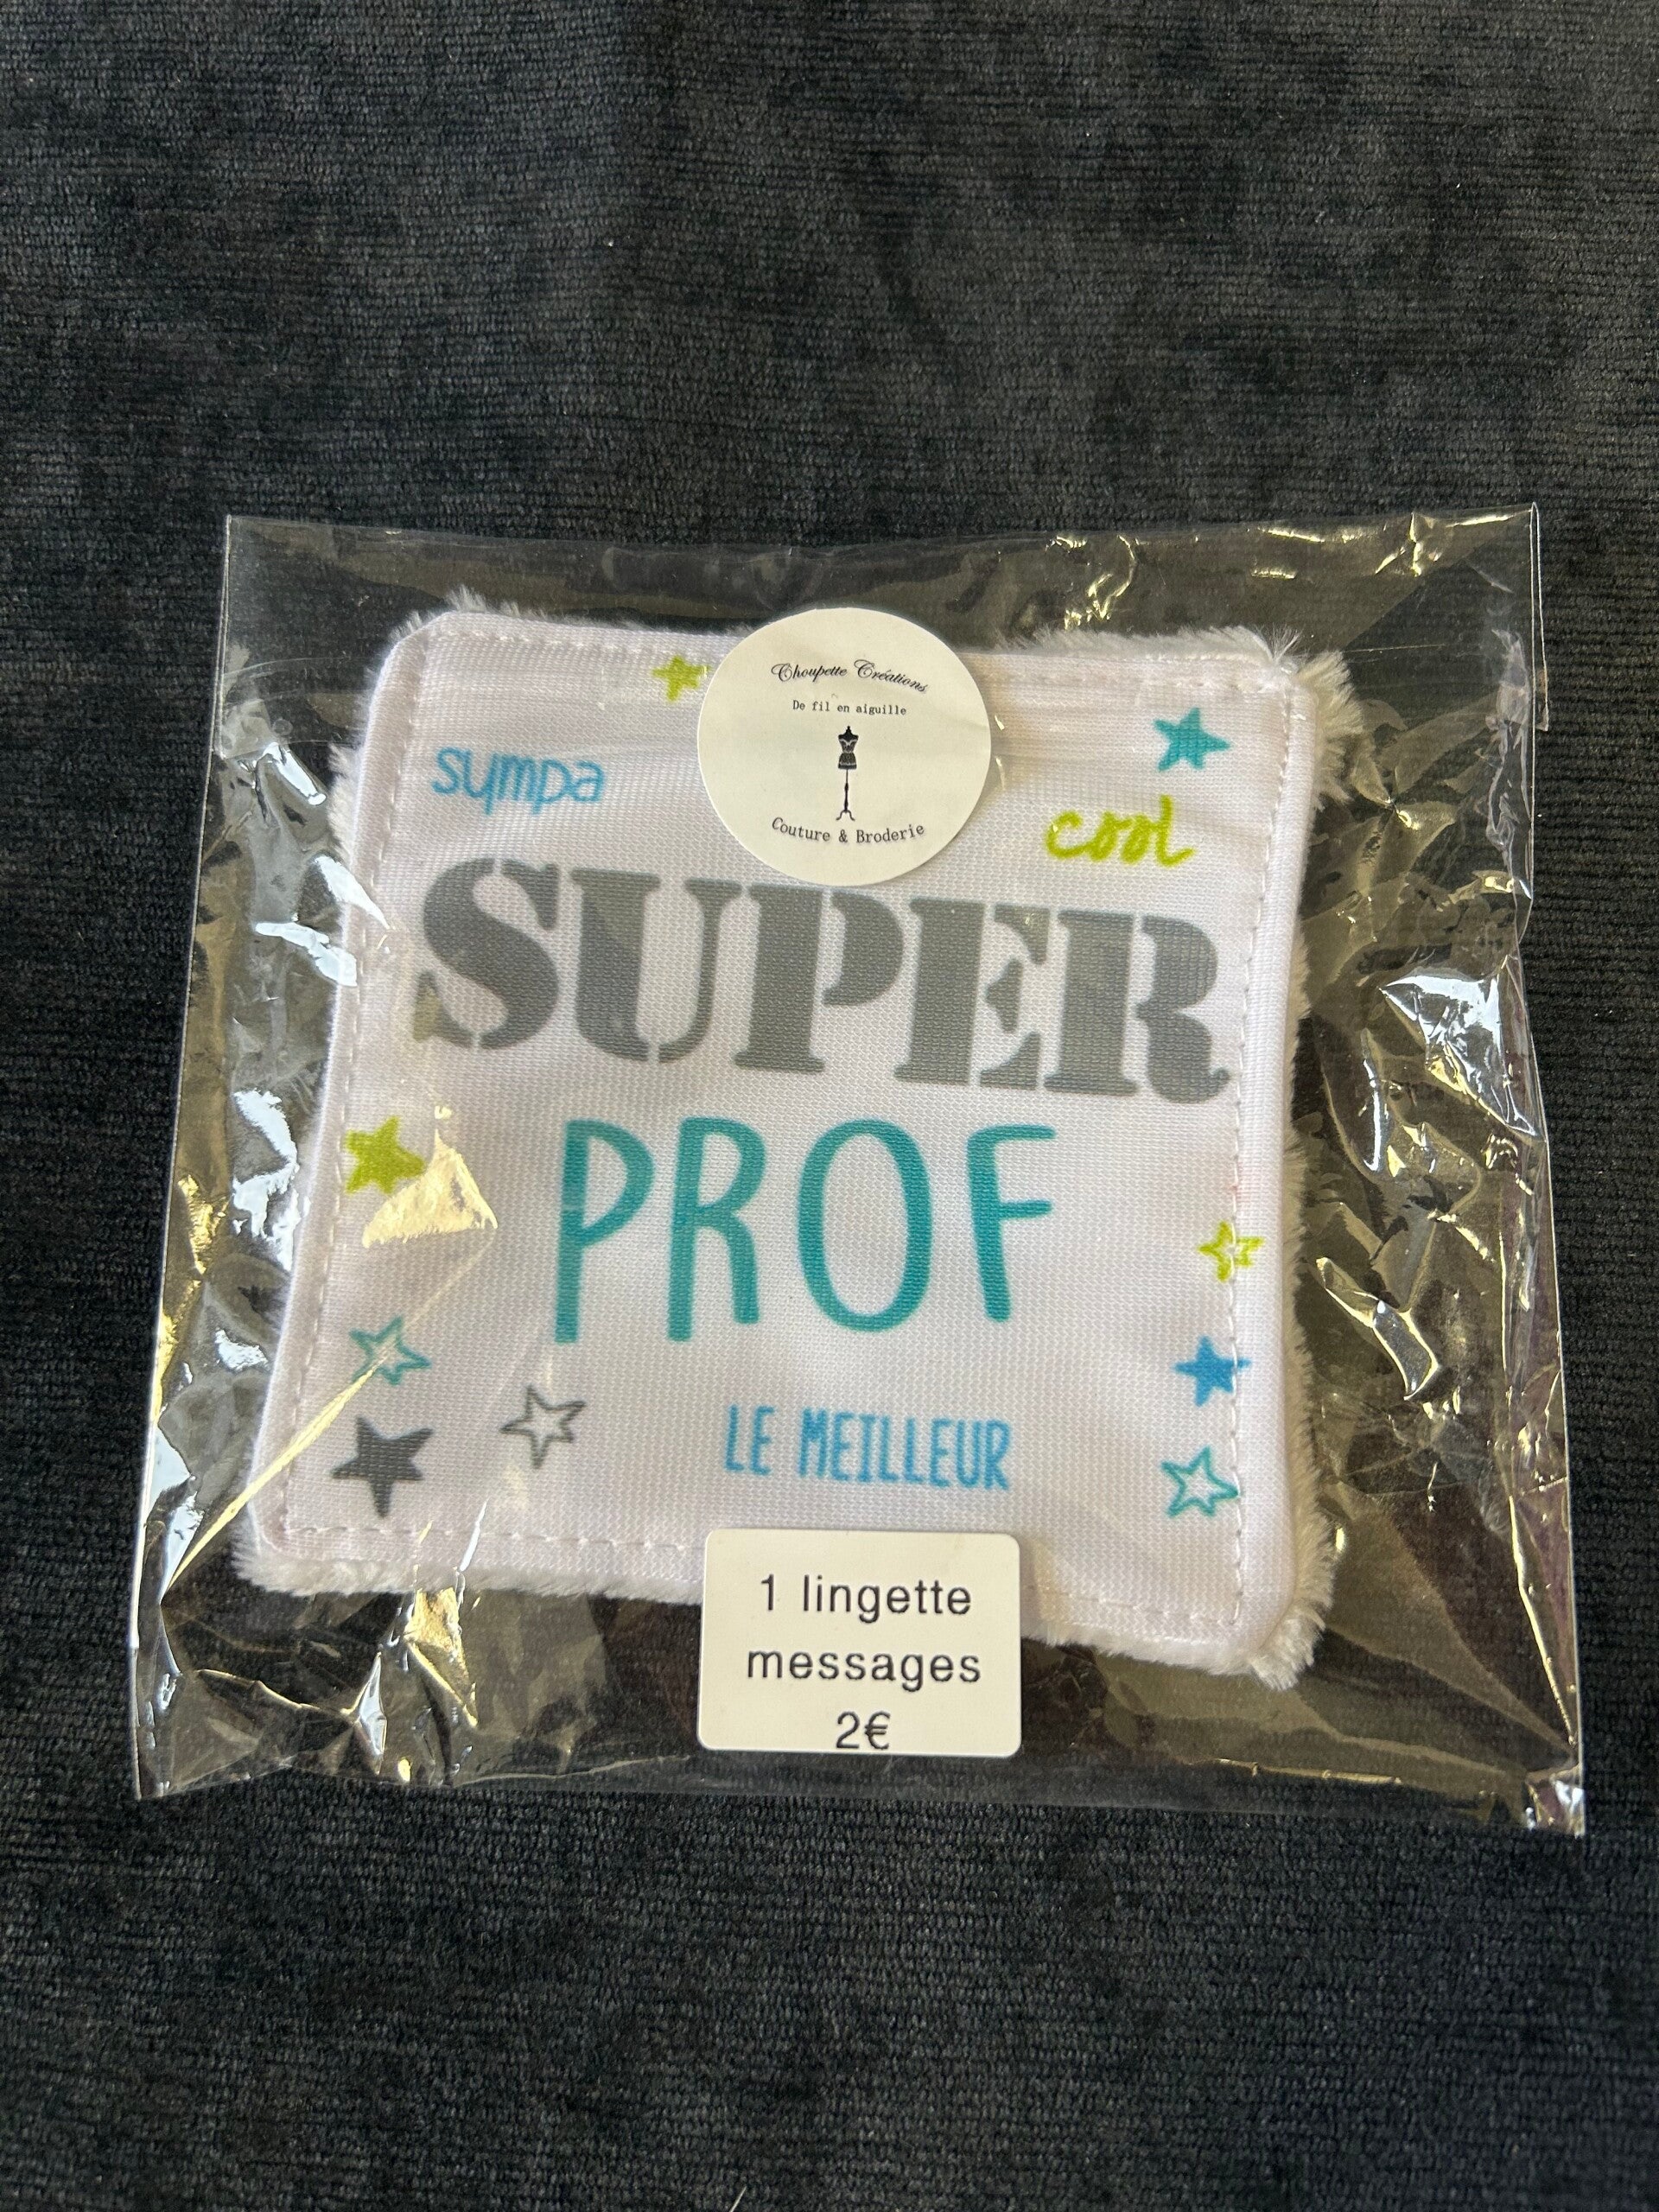 Choupette Créations
De fil en aiguille
Couture & Broderie
sympa
cool
SUPER
PROF
LE MEILLEUR
1 lingette
messages
2€